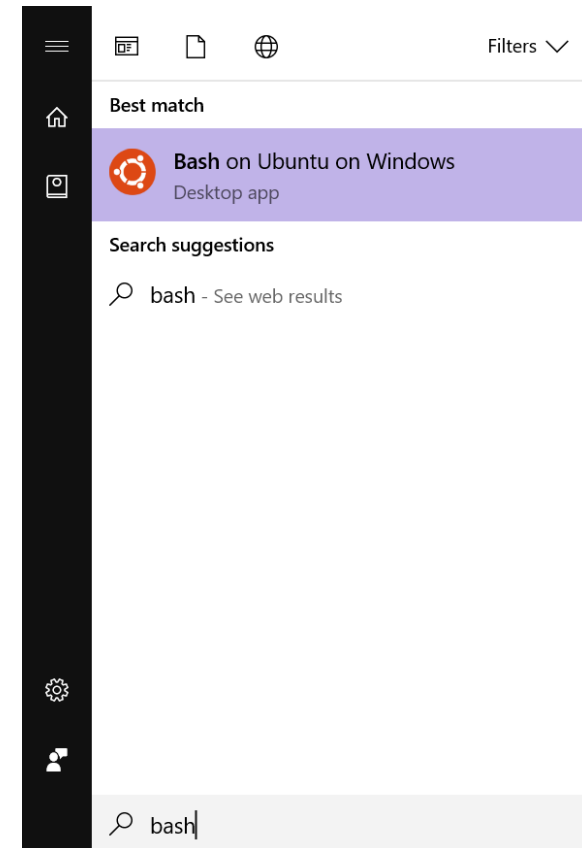 Filters
Best match
Bash on Ubuntu on Windows
Desktop app
Search suggestions
bash - See web results
bash